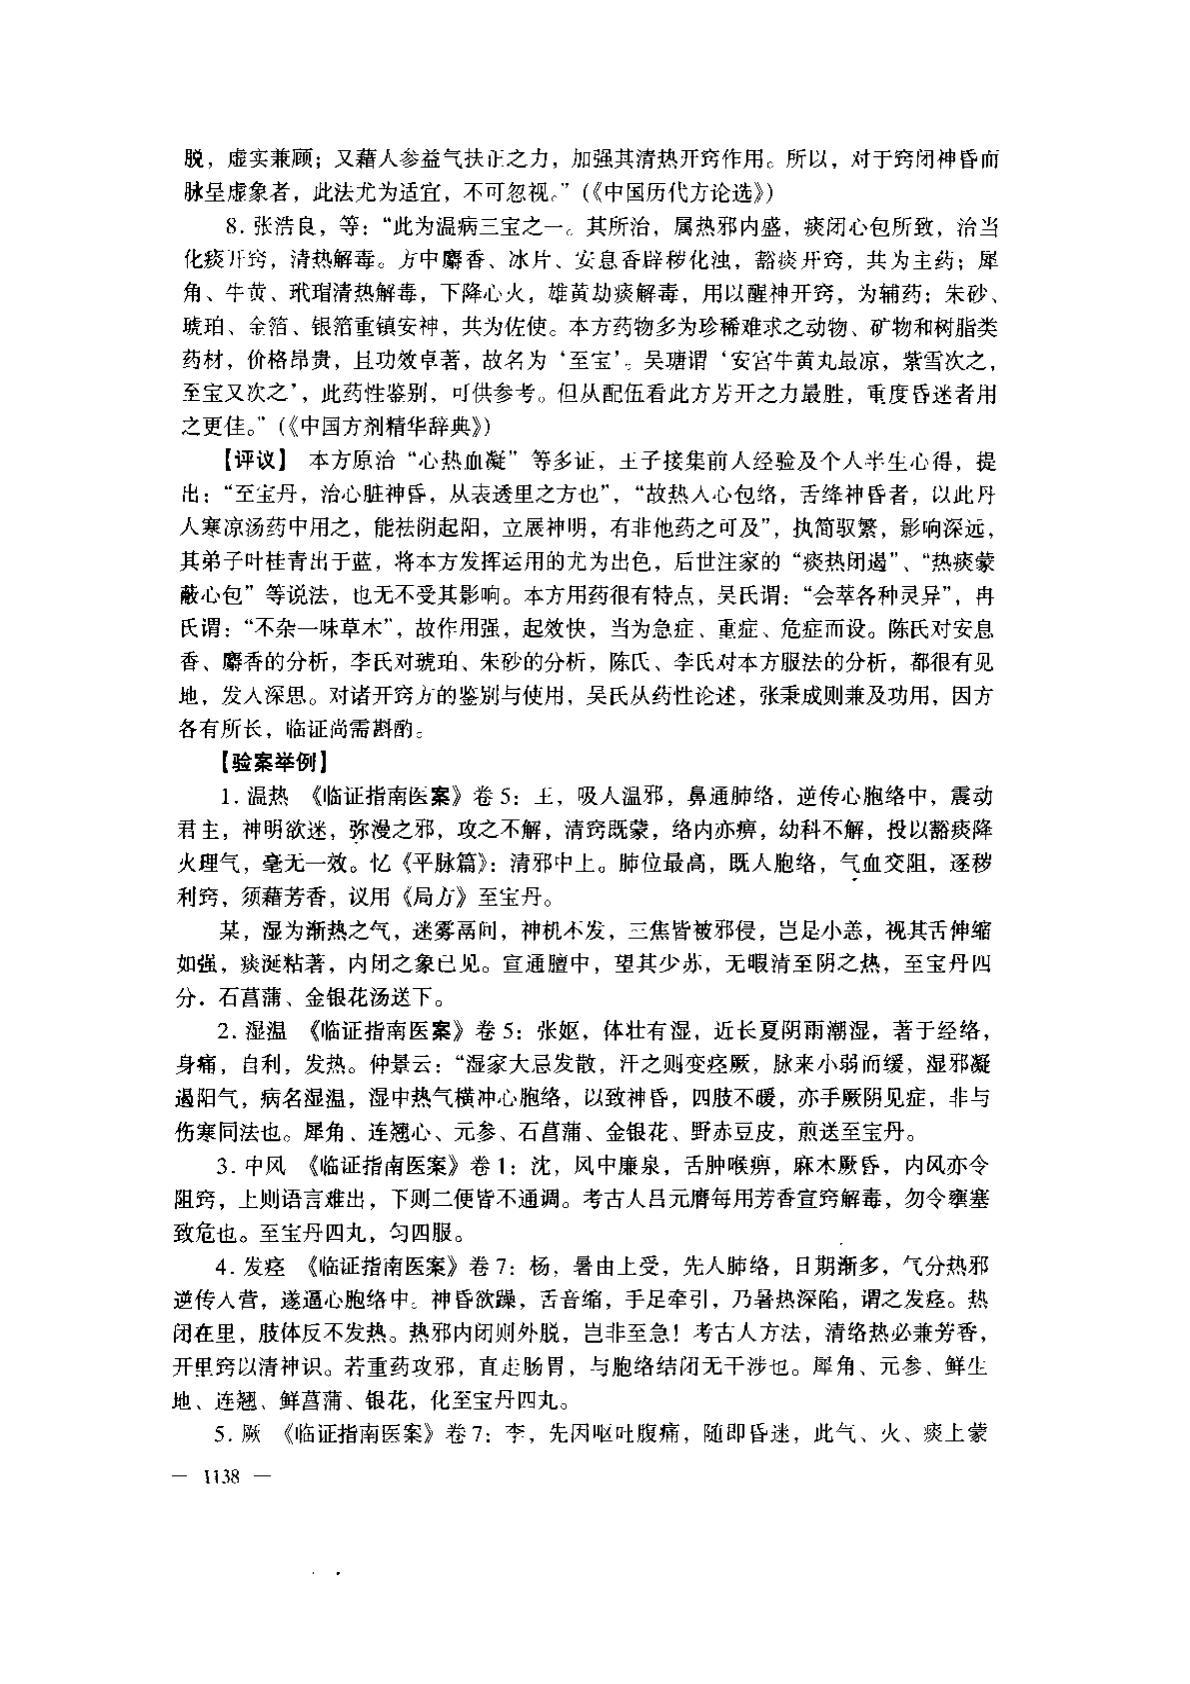 脱，虚实兼顾；又藉人参益气扶正之力，加强其清热开窍作用。所以，对于窍闭神昏而
脉呈虚象者，此法尤为适宜，不可忽视。”(《中国历代方论选》)
8. 张浩良，等：“此为温病三宝之一。其所治，属热邪内盛，痰闭心包所致，治当
化痰开窍，清热解毒。方中麝香、冰片、安息香辟秽化浊，豁痰开窍，共为主药；犀
角、牛黄、玳瑁清热解毒，下降心火，雄黄劫痰解毒，用以醒神开窍，为辅药；朱砂、
琥珀、金箔、银箔重镇安神，共为佐使。本方药物多为珍稀难求之动物、矿物和树脂类
药材，价格昂贵，且功效卓著，故名为‘至宝’。吴瑭谓‘安宫牛黄丸最凉，紫雪次之，
至宝又次之’，此药性鉴别，可供参考。但从配伍看此方芳开之力最胜，重度昏迷者用
之更佳。”(《中国方剂精华辞典》)
【评议】 本方原治“心热血凝”等多证，王子接集前人经验及个人半生心得，提
出：“至宝丹，治心脏神昏，从表透里之方也”，“故热入心包络，舌绛神昏者，以此丹
入寒凉汤药中用之，能祛阴起阳，立展神明，有非他药之可及”，执简驭繁，影响深远，
其弟子叶桂青出于蓝，将本方发挥运用的尤为出色，后世注家的“痰热闭遏”、“热痰蒙
蔽心包”等说法，也无不受其影响。本方用药很有特点，吴氏谓：“会萃各种灵异”，冉
氏谓：“不杂一味草木”，故作用强，起效快，当为急症、重症、危症而设。陈氏对安息
香、麝香的分析，李氏对琥珀、朱砂的分析，陈氏、李氏对本方服法的分析，都很有见
地，发人深思。对诸开窍方的鉴别与使用，吴氏从药性论述，张秉成则兼及功用，因方
各有所长，临证尚需斟酌。
【验案举例】
1. 温热 《临证指南医案》卷 5：王，吸入温邪，鼻通肺络，逆传心胞络中，震动
君主，神明欲迷，弥漫之邪，攻之不解，清窍既蒙，络内亦痹，幼科不解，投以豁痰降
火理气，毫无一效。忆《平脉篇》：清邪中上。肺位最高，既入胞络，气血交阻，逐秽
利窍，须藉芳香，议用《局方》至宝丹。
某，湿为渐热之气，迷雾鬲间，神机不发，三焦皆被邪侵，岂是小恙，视其舌伸缩
如强，痰涎粘著，内闭之象已见。宣通膻中，望其少苏，无暇清至阴之热，至宝丹四
分．石菖蒲、金银花汤送下。
2. 湿温 《临证指南医案》卷 5：张妪，体壮有湿，近长夏阴雨潮湿，著于经络，
身痛，自利，发热。仲景云：“湿家大忌发散，汗之则变痉厥，脉来小弱而缓，湿邪凝
遏阳气，病名湿温，湿中热气横冲心胞络，以致神昏，四肢不暖，亦手厥阴见症，非与
伤寒同法也。犀角、连翘心、元参、石菖蒲、金银花、野赤豆皮，煎送至宝丹。
3. 中风 《临证指南医案》卷 1：沈，风中廉泉，舌肿喉痹，麻木厥昏，内风亦令
阻窍，上则语言难出，下则二便皆不通调。考古人吕元膺每用芳香宣窍解毒，勿令壅塞
致危也。至宝丹四丸，匀四服。
4. 发痉 《临证指南医案》卷 7：杨，暑由上受，先入肺络，日期渐多，气分热邪
逆传入营，遂逼心胞络中。神昏欲躁，舌音缩，手足牵引，乃暑热深陷，谓之发痉。热
闭在里，肢体反不发热。热邪内闭则外脱，岂非至急！考古人方法，清络热必兼芳香，
开里窍以清神识。若重药攻邪，直走肠胃，与胞络结闭无干涉也。犀角、元参、鲜生
地、连翘、鲜菖蒲、银花，化至宝丹四丸。
5. 厥 《临证指南医案》卷 7：李，先因呕吐腹痛，随即昏迷，此气、火、痰上蒙
— 1138 —